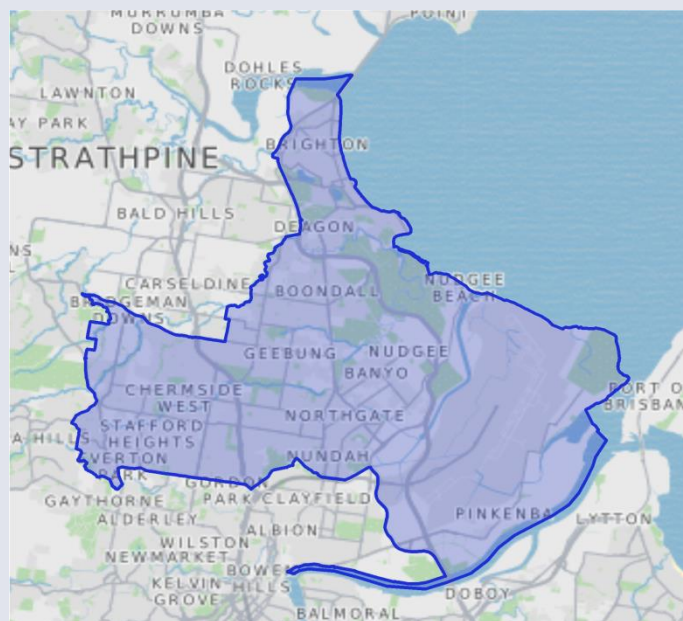 MURRUMBA
DOWNS
POINT
DOHLES
ROCKS
LAWNTON
AY PARK
BRIGHTON
STRATHPINE
BALD HILLS
DEAGON
NS
CARSELDINE
BRIDGEMAN
DOWNS
BOONDALL
NUDGEE
BEACH
GEEBUNG
NUDGEE
BANYO
CHERMSIDE
WEST
PORT O
BRISBAN
NORTHGATE
STAFFORD
HEIGHTS
A HILLS
EVERTON
PARK
NUNDAH
GORDON
PARK
CLAYFIELD
GAYTHORNE
ALDERLEY
PINKENBA
LYTTON
ALBION
WILSTON
NEWMARKET
BOWEN
HILLS
KELVIN
GROVE
DOBOY
BALMORAL